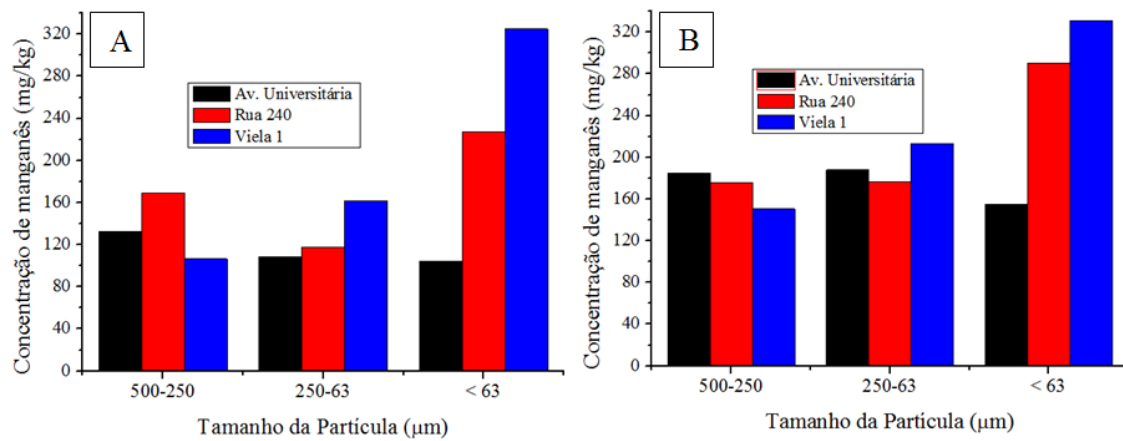 A
Concentração de manganês (mg/kg)
320
280
240
200
160
120
80
40
0
Av. Universitária
Rua 240
Viela 1
500-250
250-63
< 63
Tamanho da Partícula (μm)
B
Concentração de manganês (mg/kg)
320
280
240
200
160
120
80
40
0
Av. Universitária
Rua 240
Viela 1
500-250
250-63
< 63
Tamanho da Partícula (μm)